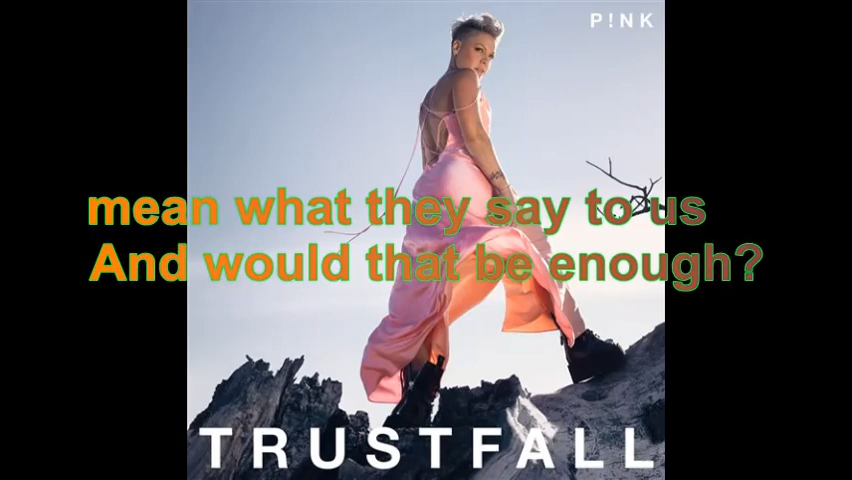 P!NK
mean what they say to us
And would that be enough?
TRUSTFALL